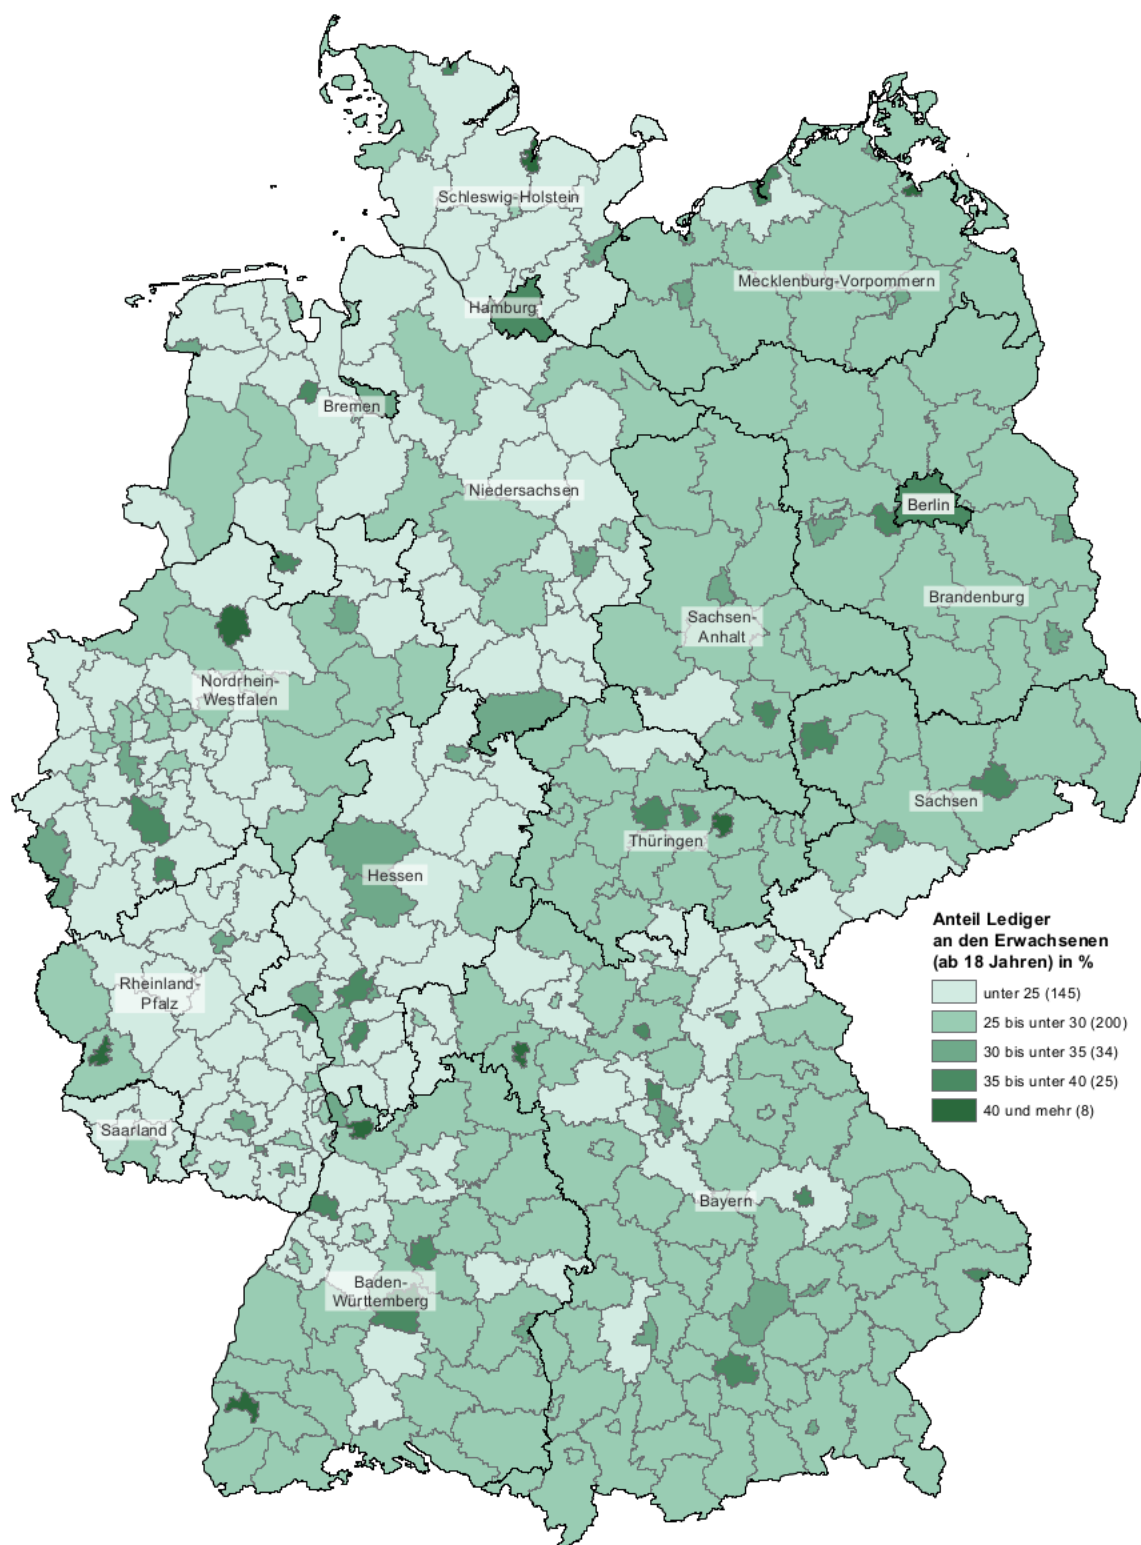 Schleswig-Holstein
Mecklenburg-Vorpommern
Hamburg
Bremen
Niedersachsen
Berlin
Brandenburg
Sachsen-
Anhalt
Nordrhein-
Westfalen
Sachsen
Thüringen
Hessen
Anteil Lediger
an den Erwachsenen
(ab 18 Jahren) in %
unter 25 (145)
25 bis unter 30 (200)
30 bis unter 35 (34)
35 bis unter 40 (25)
40 und mehr (8)
Rheinland-
Pfalz
Saarland
Bayern
Baden-
Württemberg